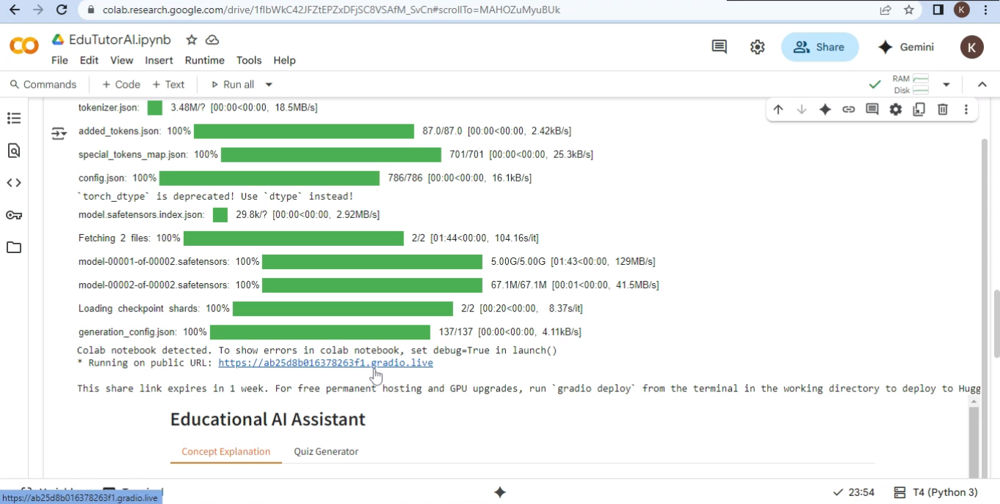 colab.research.google.com/drive/1fIbWkC42JFZtEPZxDFjSC8VSAfM_SvCn#scrollTo=MAHOZuMyuBUk
K
CO
EduTutorAI.ipynb
File Edit View Insert Runtime Tools Help
Share
Gemini
K
Commands + Code + Text Run all
RAM
Disk
tokenizer.json: 3.48M/? [00:00<00:00, 18.5MB/s]
added_tokens.json: 100% 87.0/87.0 [00:00<00:00, 2.42kB/s]
special_tokens_map.json: 100% 701/701 [00:00<00:00, 25.3kB/s]
config.json: 100% 786/786 [00:00<00:00, 16.1kB/s]
`torch_dtype` is deprecated! Use `dtype` instead!
model.safetensors.index.json: 29.8k/? [00:00<00:00, 2.92MB/s]
Fetching 2 files: 100% 2/2 [01:44<00:00, 104.16s/it]
model-00001-of-00002.safetensors: 100% 5.00G/5.00G [01:43<00:00, 129MB/s]
model-00002-of-00002.safetensors: 100% 67.1M/67.1M [00:01<00:00, 41.5MB/s]
Loading checkpoint shards: 100% 2/2 [00:20<00:00, 8.37s/it]
generation_config.json: 100% 137/137 [00:00<00:00, 4.11kB/s]
Colab notebook detected. To show errors in colab notebook, set debug=True in launch()
* Running on public URL: https://ab25d8b016378263f1.gradio.live
This share link expires in 1 week. For free permanent hosting and GPU upgrades, run `gradio deploy` from the terminal in the working directory to deploy to Hugg
Educational AI Assistant
Concept Explanation Quiz Generator
https://ab25d8b016378263f1.gradio.live
23:54
T4 (Python 3)